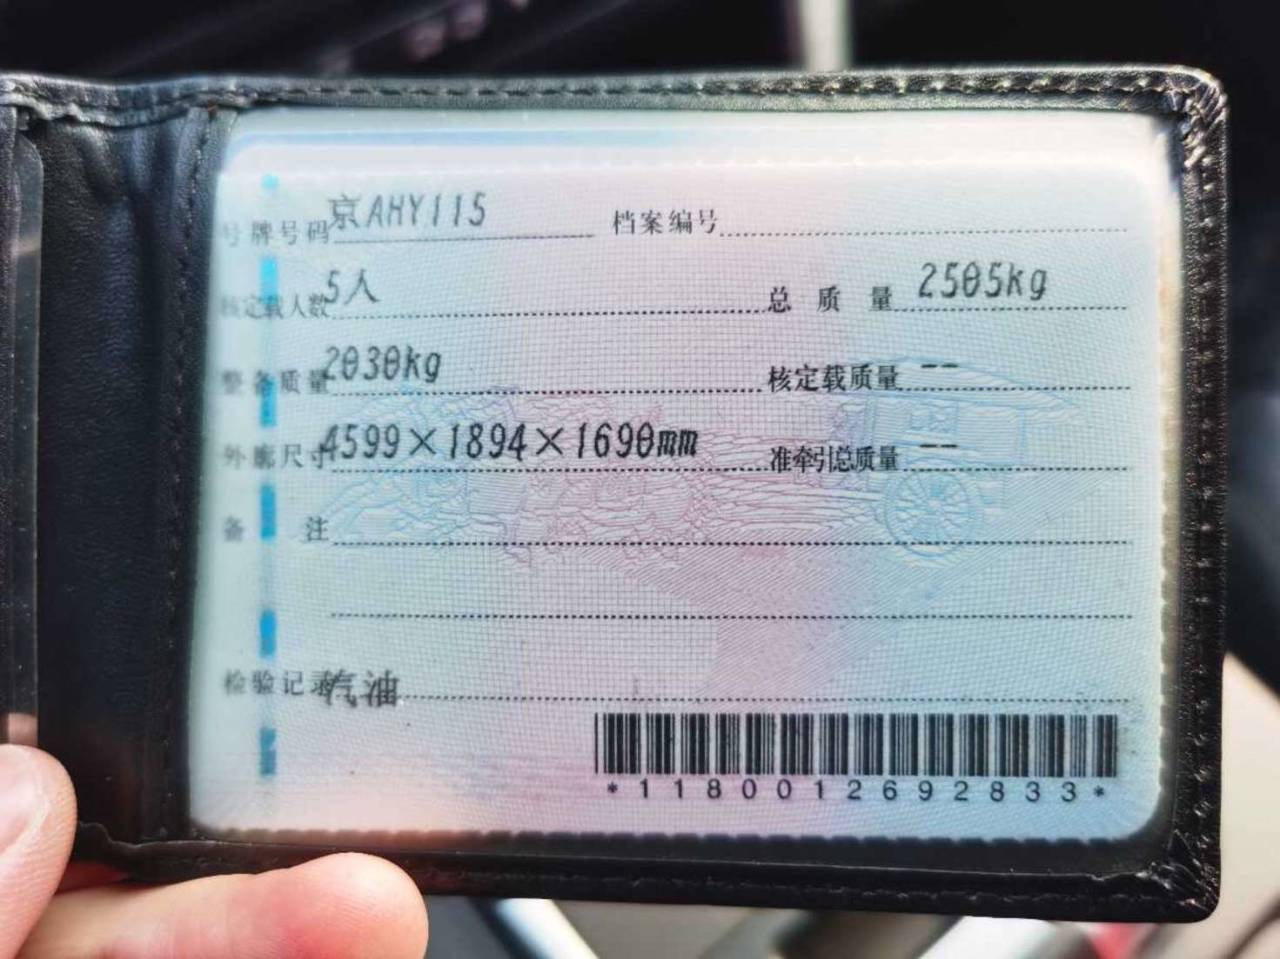 号牌号码 京AHY115 档案编号
核定载人数 5人 总质量 2505kg
整备质量 2030kg 核定载质量 --
外廓尺寸 4599×1894×1690mm 准牵引总质量 --
备注
检验记录 汽油
*1180012692833*